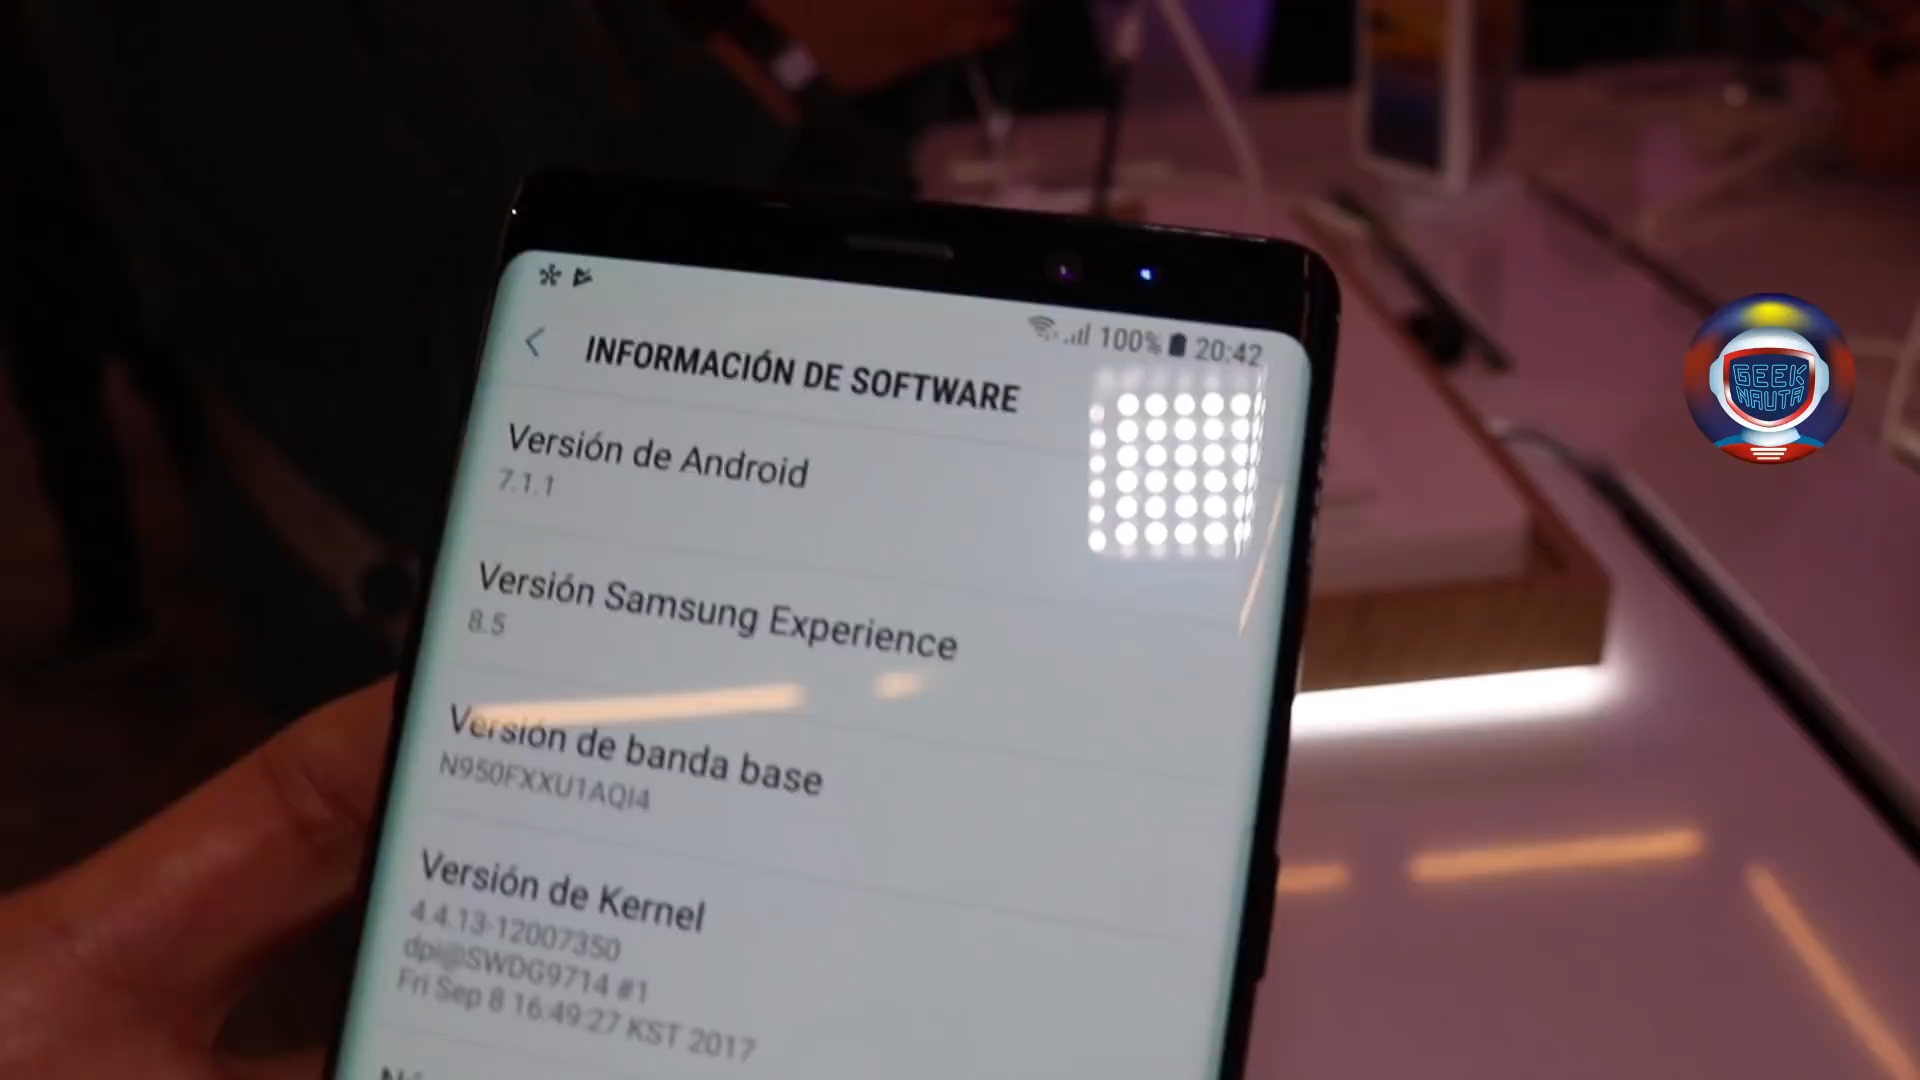 100% 20:42
INFORMACIÓN DE SOFTWARE
Versión de Android
7.1.1
Versión Samsung Experience
8.5
Versión de banda base
N950FXXU1AQI4
Versión de Kernel
4.4.13-12007350
dpi@SWDG9714 #1
Fri Sep 8 16:49:27 KST 2017
GEEK
NAUTA